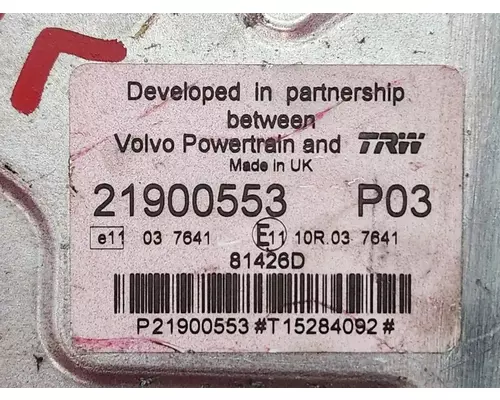 Developed in partnership
between
Volvo Powertrain and TRW
Made in UK
21900553 P03
e11 03 7641 E11 10R.03 7641
81426D
P21900553#T15284092#